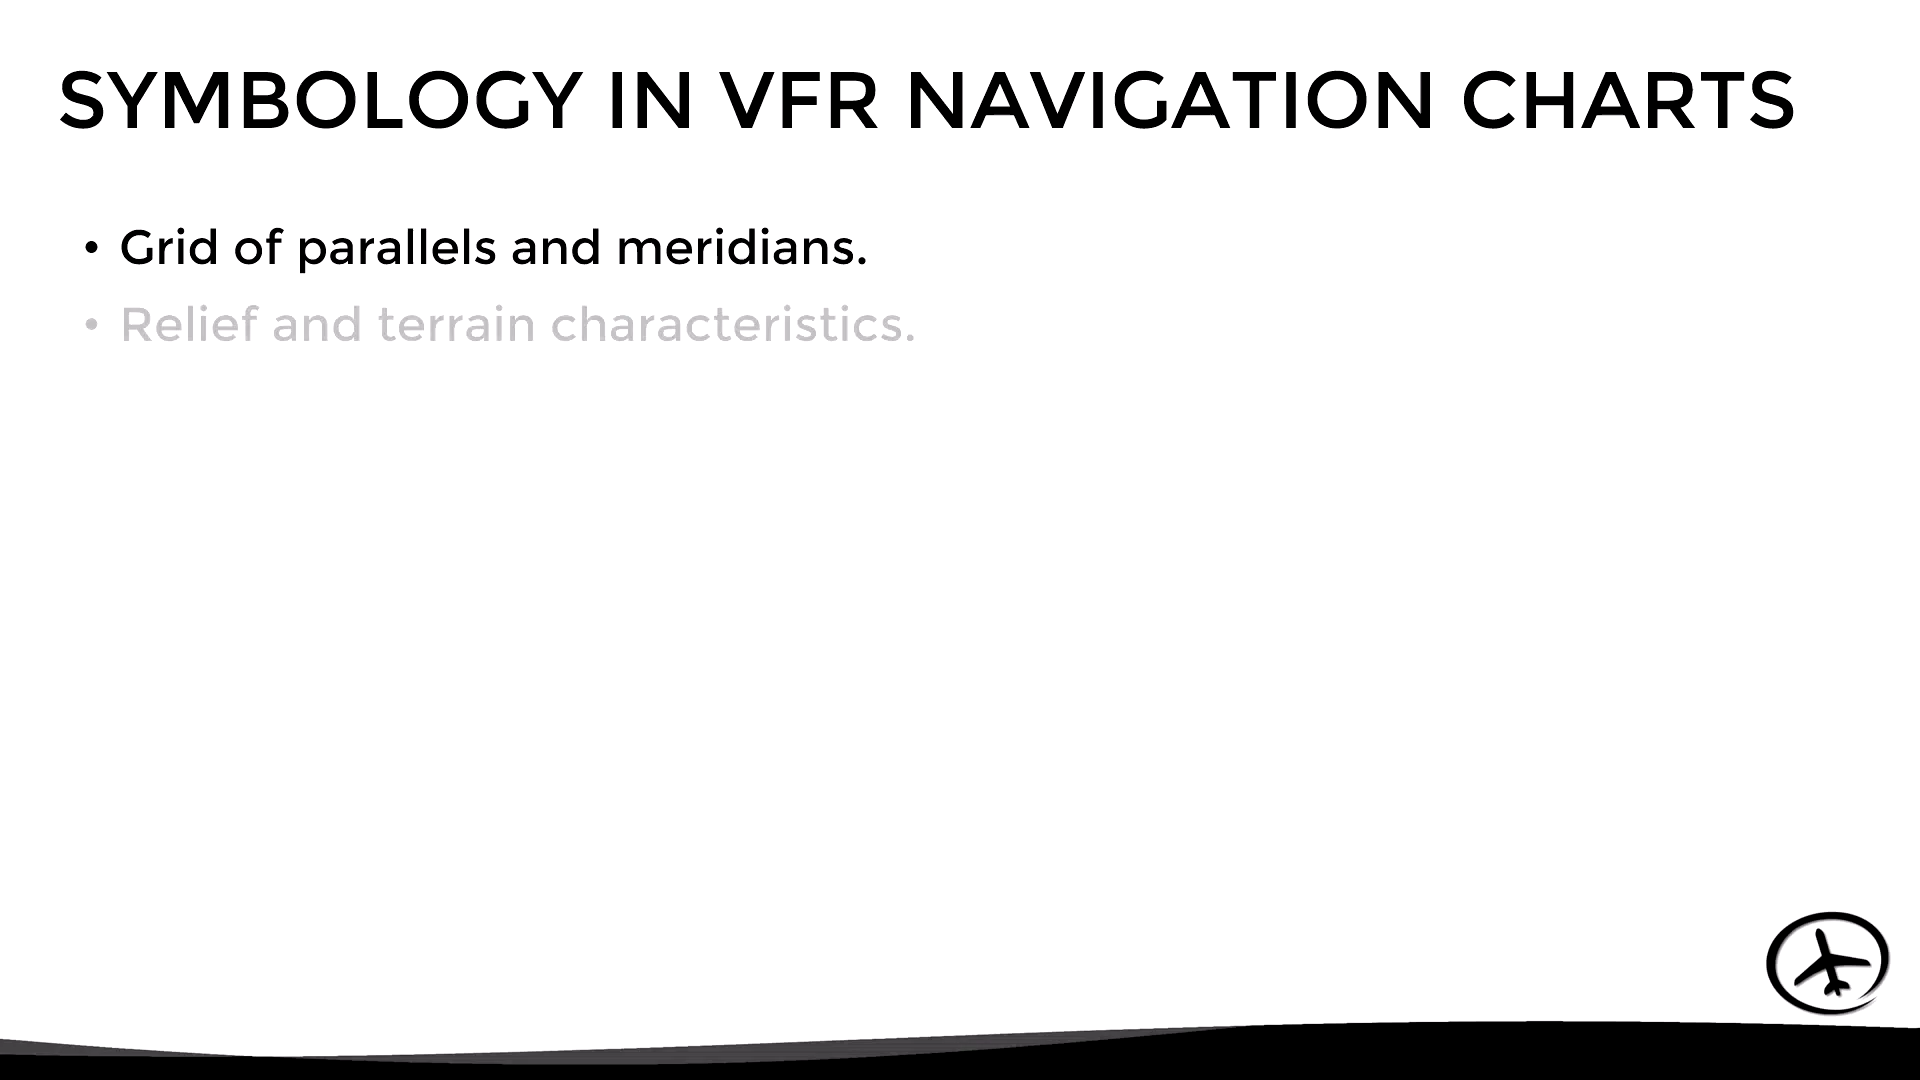 SYMBOLOGY IN VFR NAVIGATION CHARTS
• Grid of parallels and meridians.
• Relief and terrain characteristics.